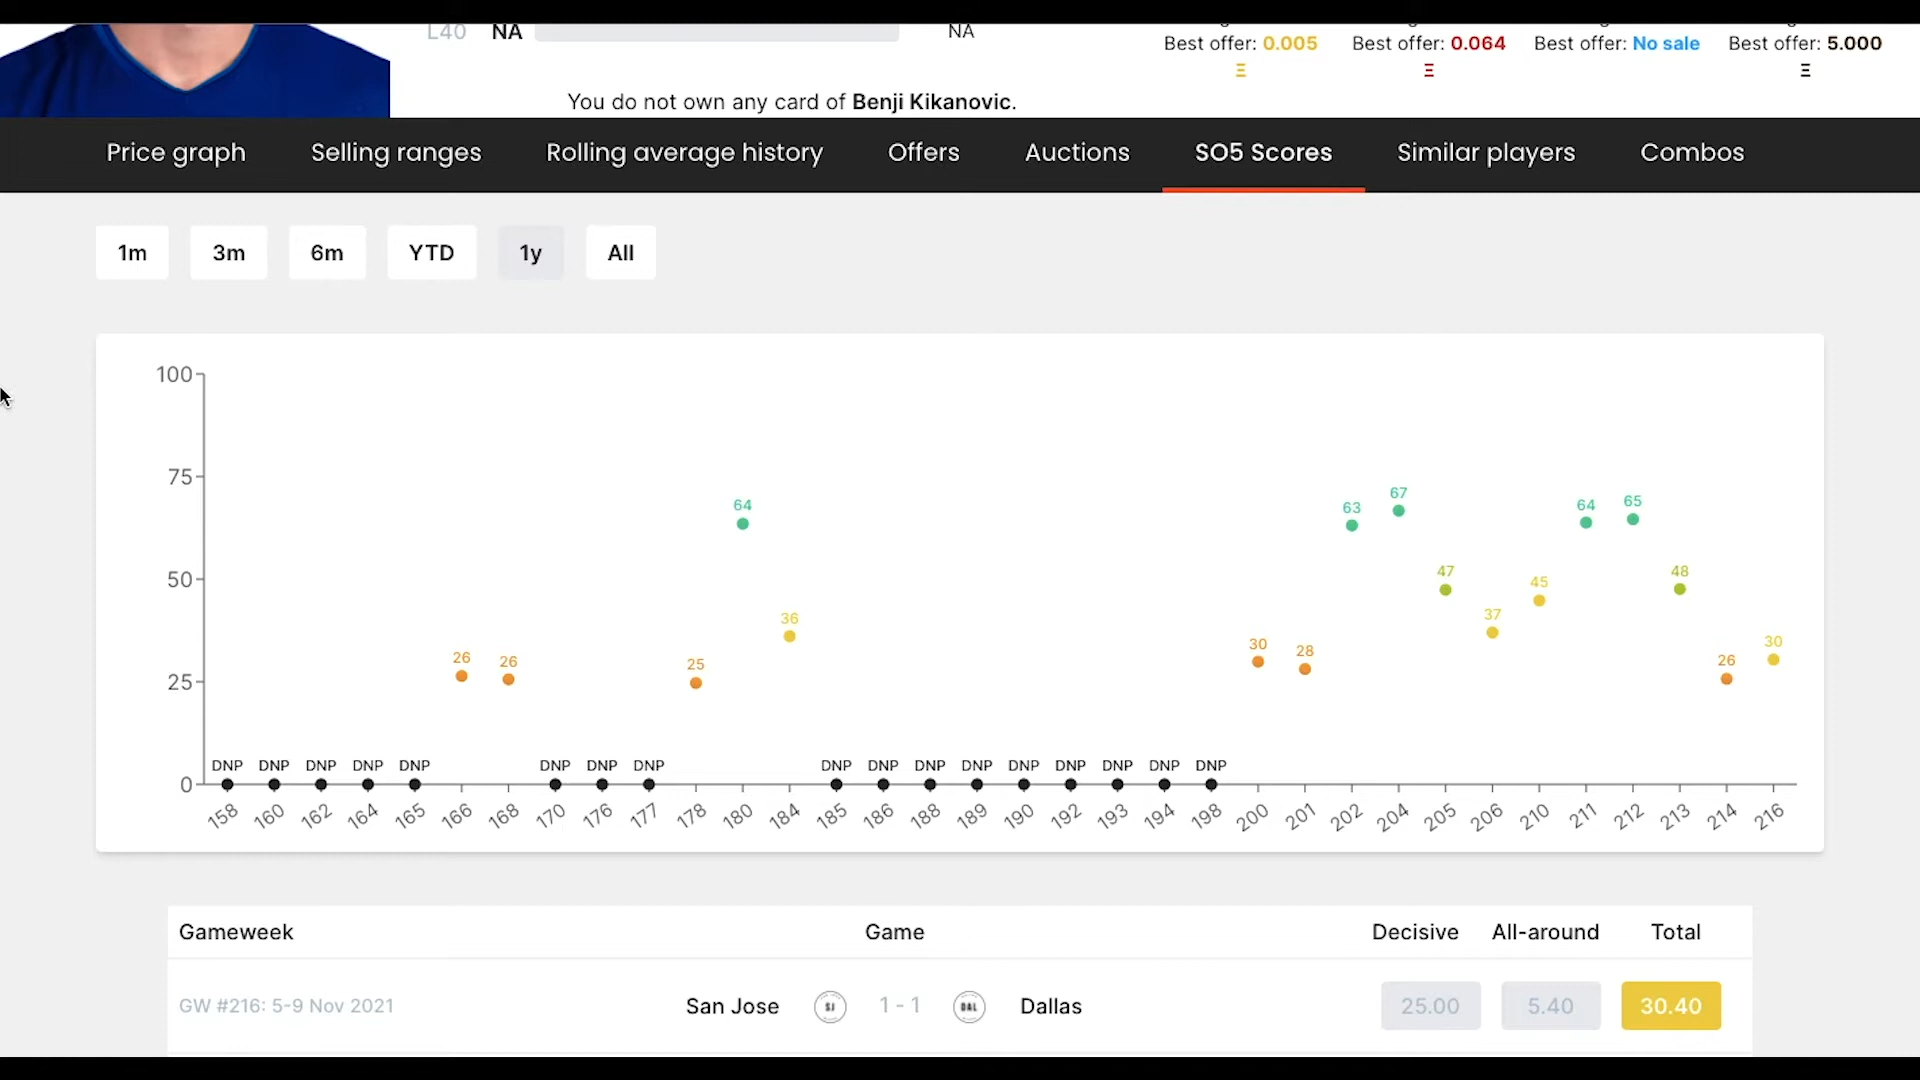 L40 NA NA
Best offer: 0.005 Ξ
Best offer: 0.064 Ξ
Best offer: No sale
Best offer: 5.000 Ξ
You do not own any card of Benji Kikanovic.
Price graph Selling ranges Rolling average history Offers Auctions SO5 Scores Similar players Combos
1m 3m 6m YTD 1y All
100
75
50
25
0
DNP DNP DNP DNP DNP 26 26 DNP DNP DNP 25 64 36 DNP DNP DNP DNP DNP DNP DNP DNP DNP 30 28 63 67 47 37 45 64 65 48 26 30
158 160 162 164 165 166 168 170 176 177 178 180 184 185 186 188 189 190 192 193 194 198 200 201 202 204 205 206 210 211 212 213 214 216
Gameweek Game Decisive All-around Total
GW #216: 5-9 Nov 2021 San Jose SJ 1 - 1 DAL Dallas 25.00 5.40 30.40